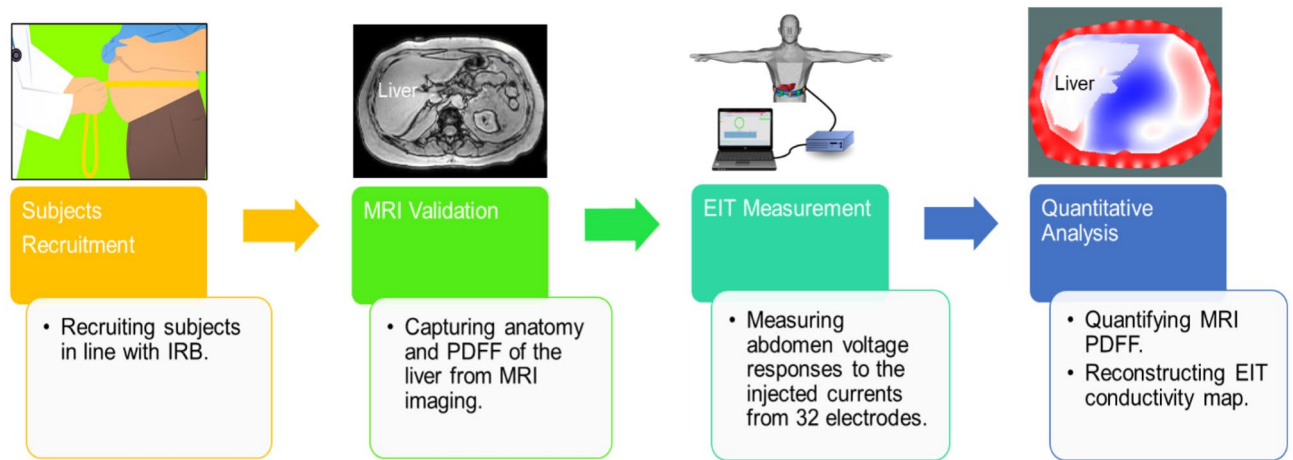 Liver
Liver
Subjects
Recruitment
• Recruiting subjects
in line with IRB.
MRI Validation
• Capturing anatomy
and PDFF of the
liver from MRI
imaging.
EIT Measurement
• Measuring
abdomen voltage
responses to the
injected currents
from 32 electrodes.
Quantitative
Analysis
• Quantifying MRI
PDFF.
• Reconstructing EIT
conductivity map.